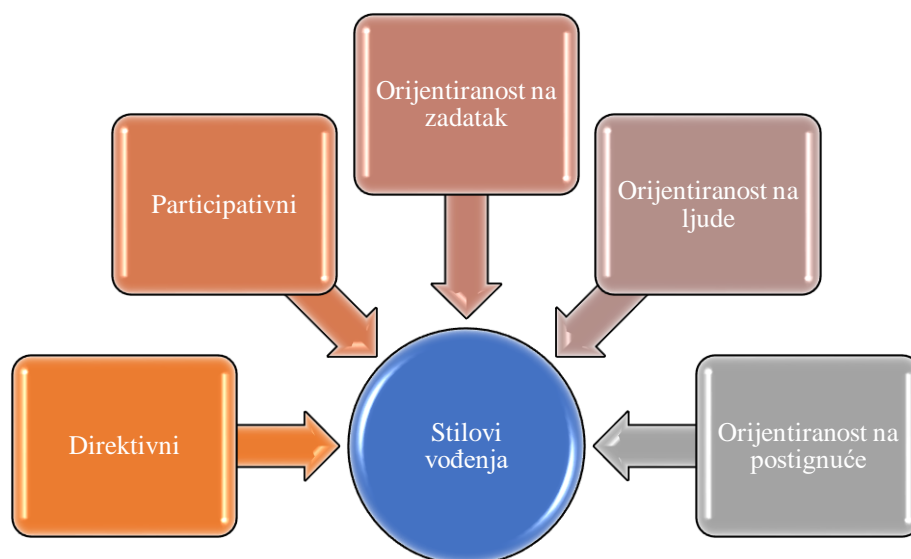 Orijentiranost na
zadatak
Participativni
Orijentiranost na
ljude
Direktivni
Stilovi
vođenja
Orijentiranost na
postignuće